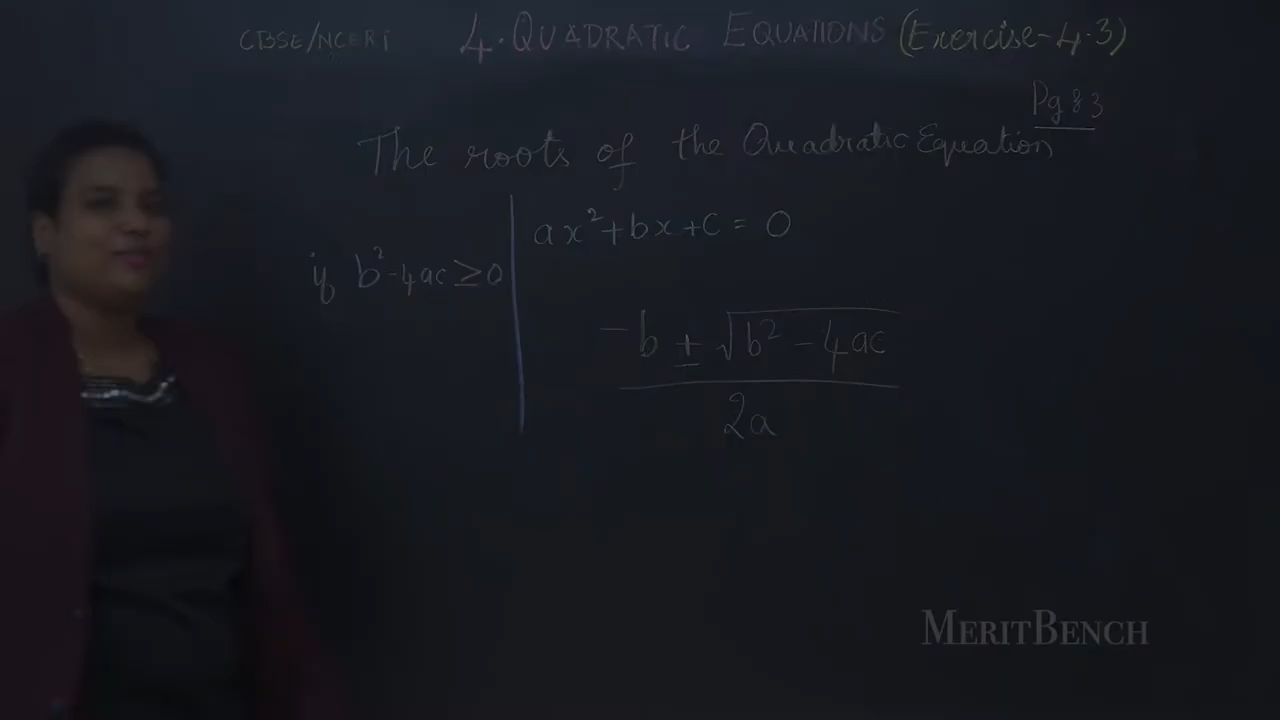 CBSE/NCERT 4. QUADRATIC EQUATIONS (Exercise-4.3)
Pg 83
The roots of the Quadratic Equation
ax²+bx+c = 0
if b²-4ac ≥ 0
-b ± √b² - 4ac
2a
MERITBENCH